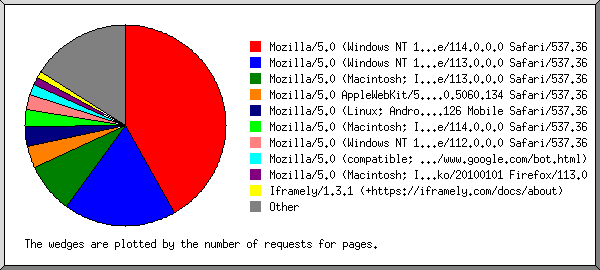 Mozilla/5.0 (Windows NT 1...e/114.0.0.0 Safari/537.36
Mozilla/5.0 (Windows NT 1...e/113.0.0.0 Safari/537.36
Mozilla/5.0 (Macintosh; I...e/113.0.0.0 Safari/537.36
Mozilla/5.0 AppleWebKit/5....0.5060.134 Safari/537.36
Mozilla/5.0 (Linux; Andro....126 Mobile Safari/537.36
Mozilla/5.0 (Macintosh; I...e/114.0.0.0 Safari/537.36
Mozilla/5.0 (Windows NT 1...e/112.0.0.0 Safari/537.36
Mozilla/5.0 (compatible; .../www.google.com/bot.html)
Mozilla/5.0 (Macintosh; I...ko/20100101 Firefox/113.0
Iframely/1.3.1 (+https://iframely.com/docs/about)
Other
The wedges are plotted by the number of requests for pages.